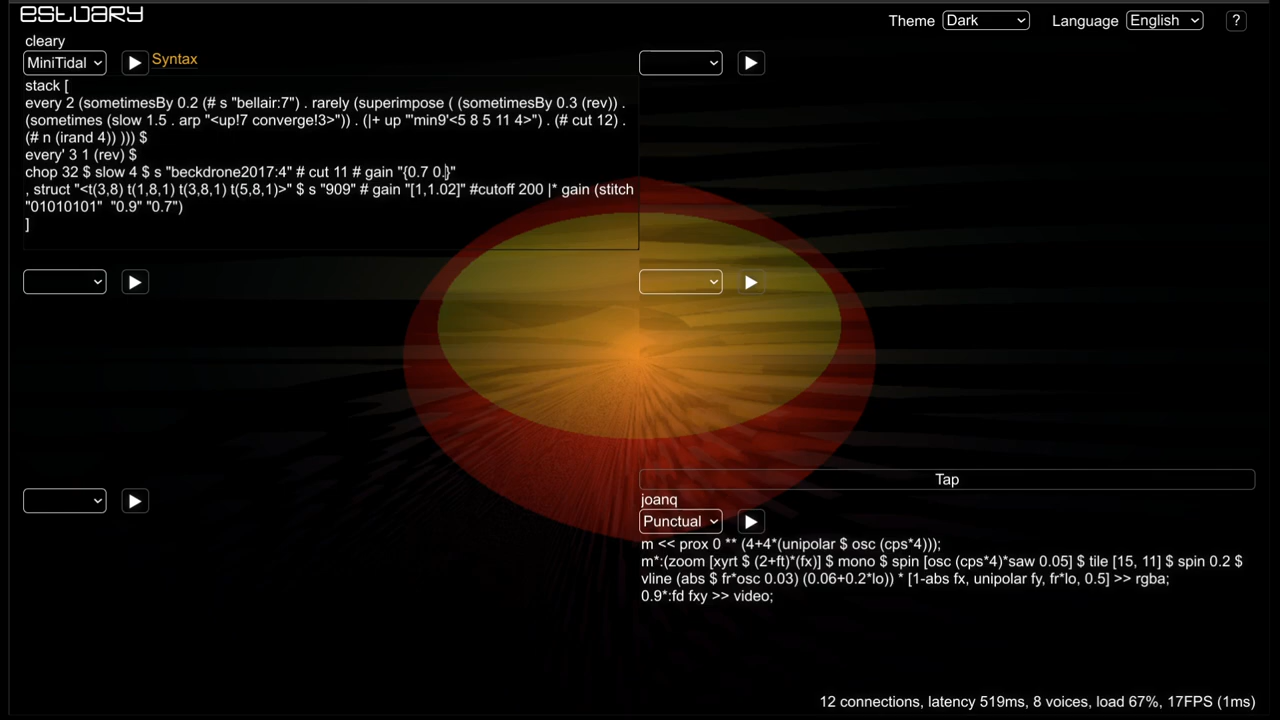 estuary
Theme Dark Language English ?
cleary
MiniTidal Syntax
stack [
every 2 (sometimesBy 0.2 (# s "bellair:7") . rarely (superimpose ( (sometimesBy 0.3 (rev)) .
(sometimes (slow 1.5 . arp "<up!7 converge!3>")) . (|+ up "'min9'<5 8 5 11 4>") . (# cut 12) .
(# n (irand 4)) ))) $
every' 3 1 (rev) $
chop 32 $ slow 4 $ s "beckdrone2017:4" # cut 11 # gain "{0.7 0.}"
, struct "<t(3,8) t(1,8,1) t(3,8,1) t(5,8,1)>" $ s "909" # gain "[1,1.02]" #cutoff 200 |* gain (stitch
"01010101"  "0.9" "0.7")
]
Tap
joanq
Punctual
m << prox 0 ** (4+4*(unipolar $ osc (cps*4)));
m*:(zoom [xyrt $ (2+ft)*(fx)] $ mono $ spin [osc (cps*4)*saw 0.05] $ tile [15, 11] $ spin 0.2 $
vline (abs $ fr*osc 0.03) (0.06+0.2*lo)) * [1-abs fx, unipolar fy, fr*lo, 0.5] >> rgba;
0.9*:fd fxy >> video;
12 connections, latency 519ms, 8 voices, load 67%, 17FPS (1ms)